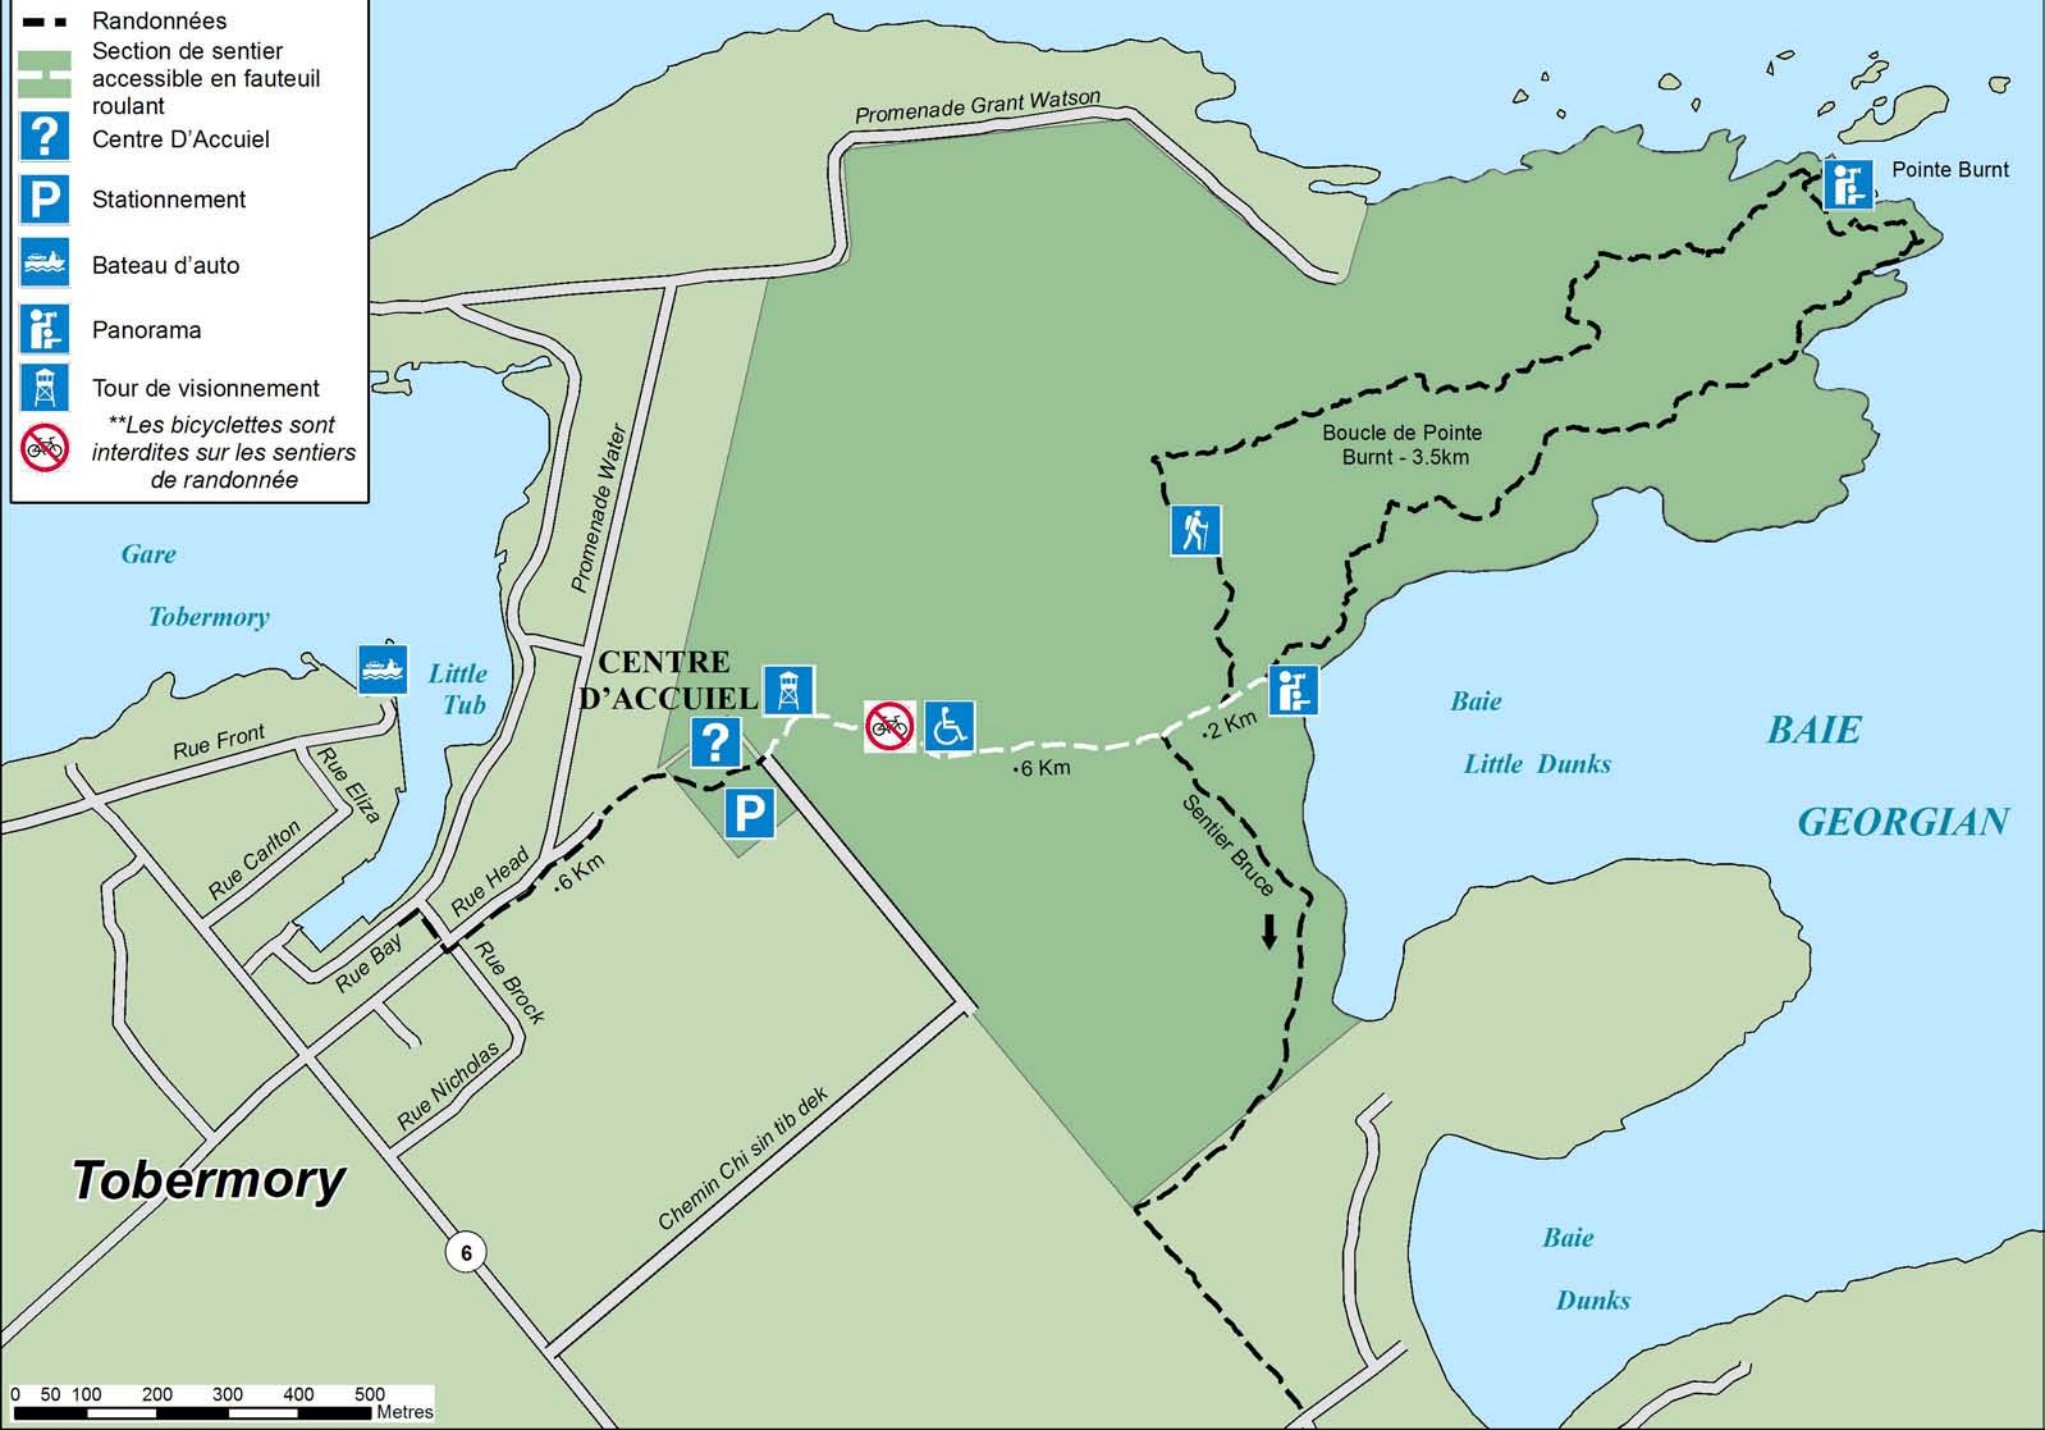 Randonnées
Section de sentier
accessible en fauteuil
roulant
?
Centre D'Accuiel
P
Stationnement
Bateau d'auto
Panorama
Tour de visionnement
**Les bicyclettes sont
interdites sur les sentiers
de randonnée
Promenade Grant Watson
Pointe Burnt
Boucle de Pointe
Burnt - 3.5km
Promenade Water
Gare
Tobermory
Little
Tub
CENTRE
D'ACCUIEL
?
P
.2 Km
.6 Km
Baie
Little Dunks
BAIE
GEORGIAN
Rue Front
Rue Eliza
Rue Carlton
Rue Head
.6 Km
Rue Bay
Rue Brock
Rue Nicholas
Sentier Bruce
Chemin Chi sin tib dek
Tobermory
6
Baie
Dunks
0 50 100 200 300 400 500
Metres